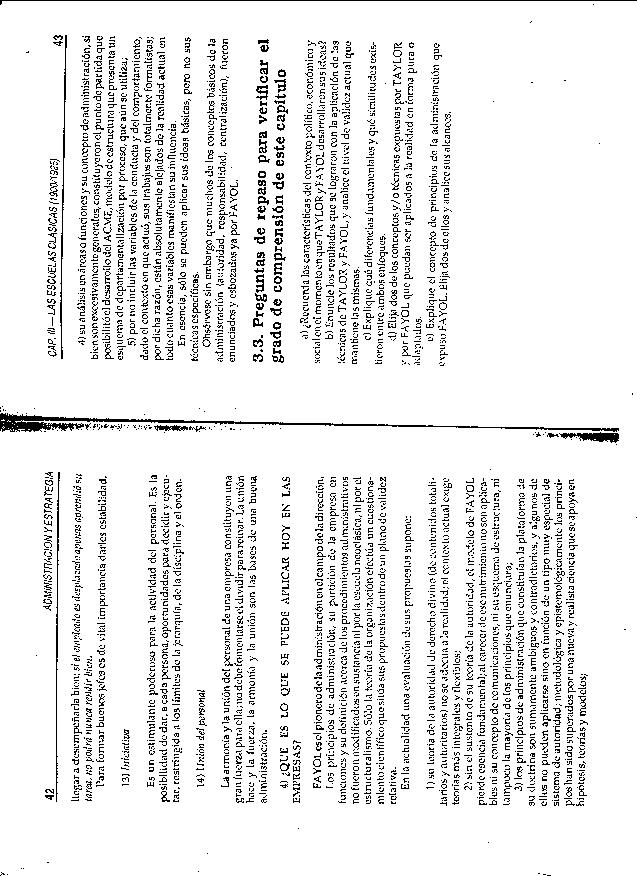 42 ADMINISTRACION Y ESTRATEGIA
llegar a desempeñarla bien; si el empleado es desplazado apenas aprendió su
tarea, no podrá nunca rendir bien.
Para formar buenos jefes es de vital importancia darles estabilidad.
13) Iniciativa
Es un estimulante poderoso para la actividad del personal. Es la
posibilidad de dar, a cada persona, oportunidades para decidir y ejecu-
tar, restringida a los límites de la jerarquía, de la disciplina y el orden.
14) Unión del personal
La armonía y la unión del personal de una empresa constituyen una
gran fuerza para ella; no debe fomentarse el dividir para reinar. La unión
hace y la fuerza, la armonía y la unión son las bases de una buena
administración.
4) ¿QUE ES LO QUE SE PUEDE APLICAR HOY EN LAS
EMPRESAS?
FAYOL es el pionero de la administración en el campo de la dirección.
Los principios de administración, su partición de la empresa en
funciones y su definición acerca de los procedimientos administrativos
no fueron modificados en sustancia ni por la escuela neoclásica, ni por el
estructuralismo. Sólo la teoría de la organización efectúa un cuestiona-
miento científico que sitúa sus propuestas dentro de un plano de validez
relativa.
En la actualidad una evaluación de sus propuestas supone:
1) su teoría de la autoridad, de derecho divino (de contenidos totali-
tarios y autoritarios) no se adecua a la realidad; el contexto actual exige
teorías más integrales y flexibles;
2) sin el sustento de su teoría de la autoridad, el modelo de FAYOL
pierde esencia fundamental; al carecer de ese nutrimiento no son aplica-
bles ni su concepto de comunicaciones, ni su esquema de estructura, ni
tampoco la mayoría de los principios que enunciara;
3) los principios de administración que constituían la plataforma de
su doctrina son sumamente ambiguos y contradictorios, y algunos de
ellos no pueden aplicarse sino en función de un tipo muy especial de
sistema de autoridad; metodológica y epistemológicamente los princi-
pios han sido superados por una nueva y realista ciencia que se apoya en
hipótesis, teorías y modelos;
CAP. III — LAS ESCUELAS CLASICAS (1900/1925) 43
4) su análisis en áreas o funciones y su concepto de administración, si
bien son excesivamente generales, constituyeron el punto de partida que
posibilitó el desarrollo del ACME, modelo de estructura que presenta un
esquema de departamentalización por proceso, que aún se utiliza;
5) por no incluir las variables de la conducta y del comportamiento,
dado el contexto en que actuó, sus trabajos son totalmente formalistas;
por dicha razón, están absolutamente alejados de la realidad actual en
todo cuanto esas variables manifiestan su influencia.
En esencia, sólo se pueden aplicar sus ideas básicas, pero no sus
técnicas específicas.
Obsérvese sin embargo que muchos de los conceptos básicos de la
administración (autoridad, responsabilidad, centralización), fueron
enunciados y esbozados ya por FAYOL.
3.3. Preguntas de repaso para verificar el
grado de comprensión de este capítulo
a) ¿Recuerda las características del contexto político, económico y
social en el momento en que TAYLOR y FAYOL desarrollaron sus ideas?
b) Enuncie los resultados que se lograron con la aplicación de las
técnicas de TAYLOR y FAYOL, y analice el nivel de validez actual que
mantiene las mismas.
c) Explique qué diferencias fundamentales y qué similitudes exis-
tieron entre ambos enfoques.
d) Elija dos de los conceptos y/o técnicas expuestas por TAYLOR
y por FAYOL que puedan ser aplicados a la realidad en forma pura o
adaptados.
e) Explique el concepto de principios de la administración que
expuso FAYOL. Elija dos de ellos y analice sus alcances.